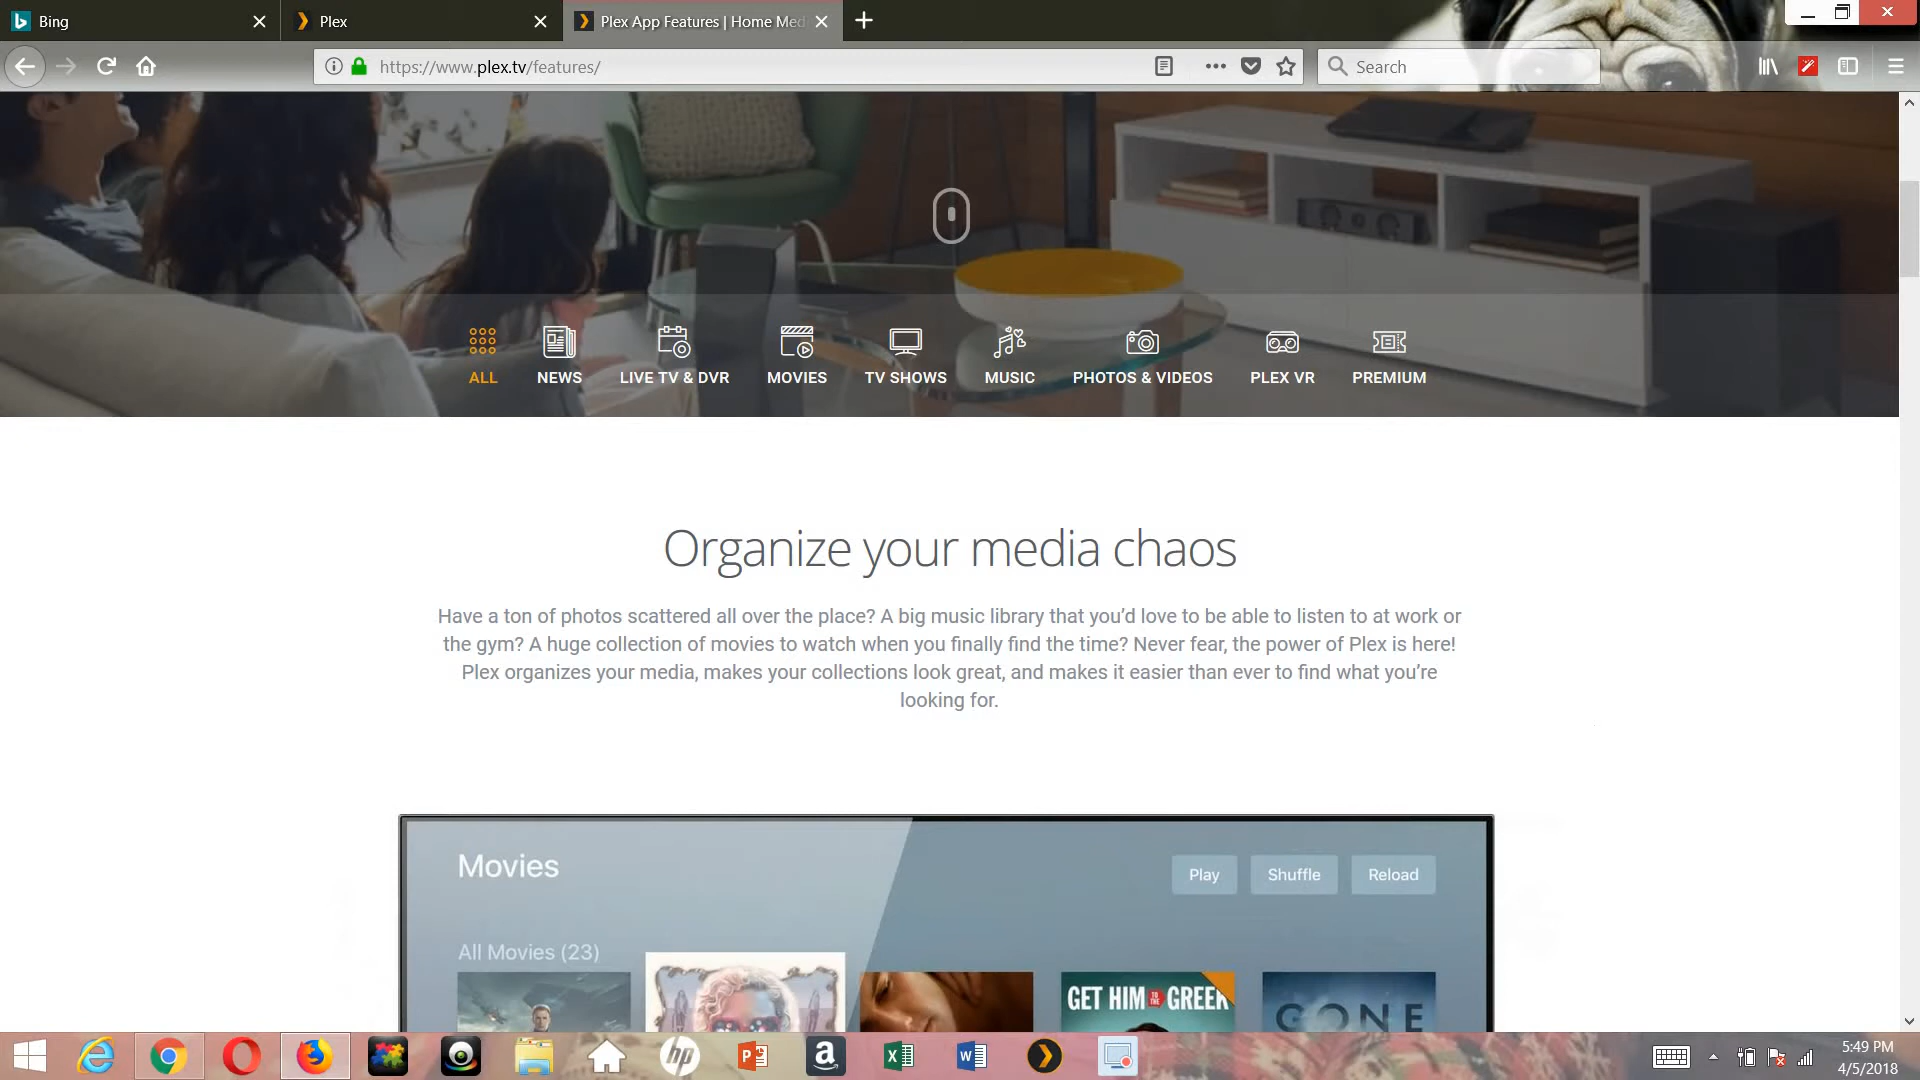 Bing
Plex
Plex App Features | Home Med
https://www.plex.tv/features/
Search
ALL
NEWS
LIVE TV & DVR
MOVIES
TV SHOWS
MUSIC
PHOTOS & VIDEOS
PLEX VR
PREMIUM
Organize your media chaos
Have a ton of photos scattered all over the place? A big music library that you’d love to be able to listen to at work or
the gym? A huge collection of movies to watch when you finally find the time? Never fear, the power of Plex is here!
Plex organizes your media, makes your collections look great, and makes it easier than ever to find what you’re
looking for.
Movies
Play
Shuffle
Reload
All Movies (23)
GET HIM TO THE GREEK
GONE
5:49 PM
4/5/2018